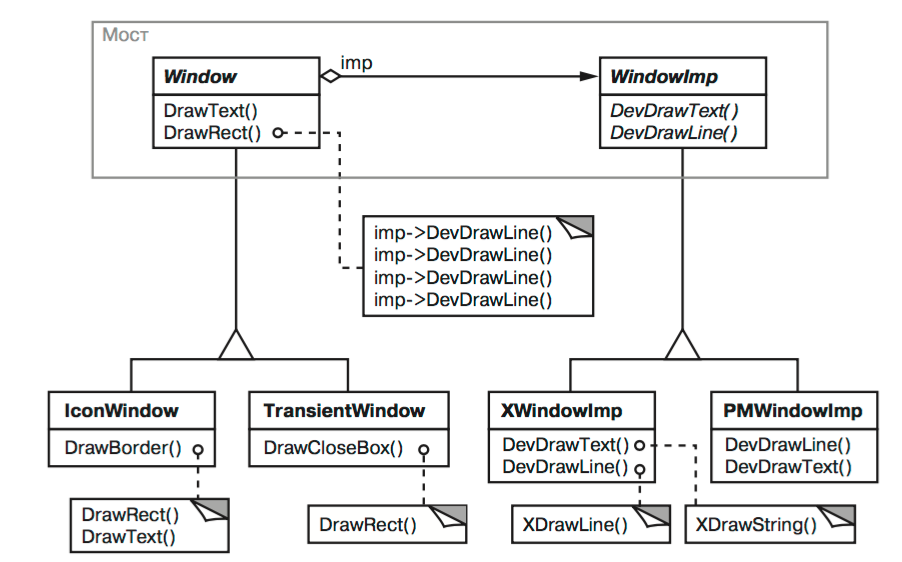 Мост
imp
Window
DrawText()
DrawRect()
WindowImp
DevDrawText()
DevDrawLine()
imp->DevDrawLine()
imp->DevDrawLine()
imp->DevDrawLine()
imp->DevDrawLine()
IconWindow
DrawBorder()
TransientWindow
DrawCloseBox()
XWindowImp
DevDrawText()
DevDrawLine()
PMWindowImp
DevDrawLine()
DevDrawText()
DrawRect()
DrawText()
DrawRect()
XDrawLine()
XDrawString()